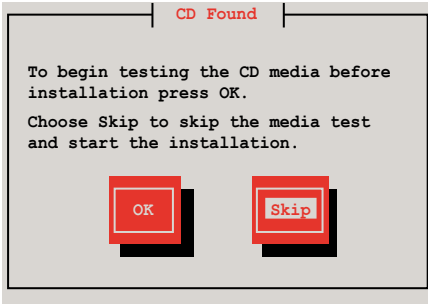 CD Found
To begin testing the CD media before
installation press OK.
Choose Skip to skip the media test
and start the installation.
OK
Skip